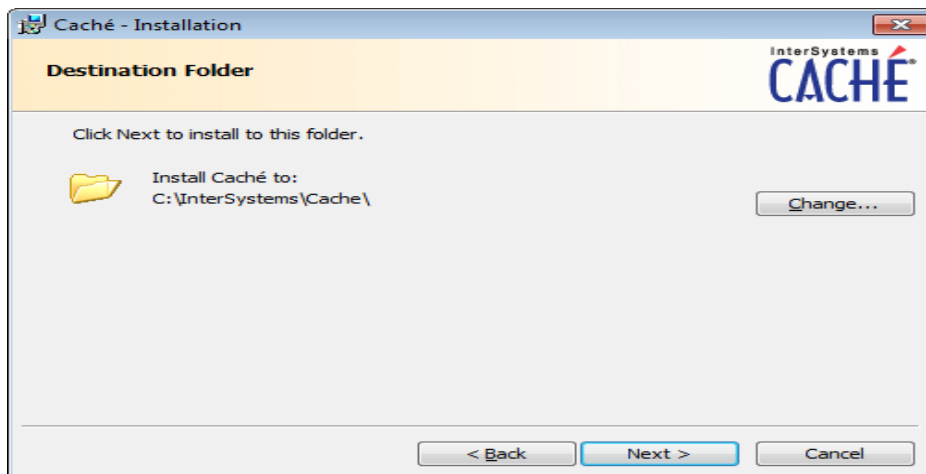 Caché - Installation
Destination Folder
InterSystems
CACHÉ®
Click Next to install to this folder.
Install Caché to:
C:\InterSystems\Cache\
Change...
< Back
Next >
Cancel